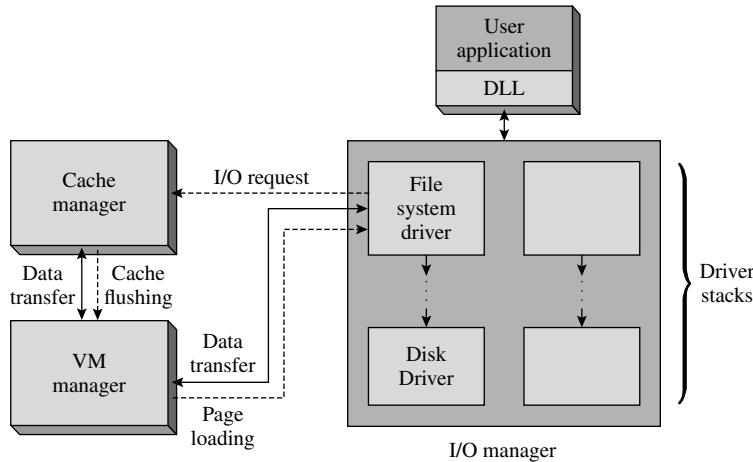 User
application
DLL
Cache
manager
I/O request
File
system
driver
Data
transfer
Cache
flushing
Driver
stacks
VM
manager
Data
transfer
Disk
Driver
Page
loading
I/O manager